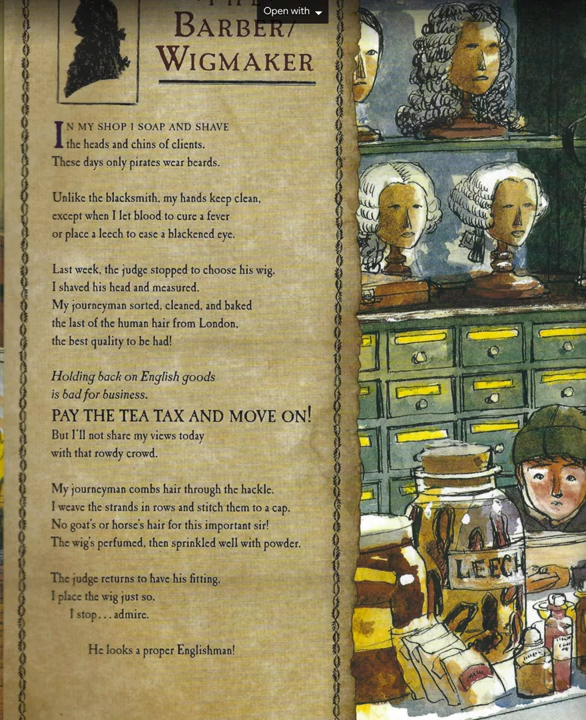 Open with
BARBER/
WIGMAKER
IN MY SHOP I SOAP AND SHAVE
the heads and chins of clients.
These days only pirates wear beards.
Unlike the blacksmith, my hands keep clean,
except when I let blood to cure a fever
or place a leech to ease a blackened eye.
Last week, the judge stopped to choose his wig.
I shaved his head and measured.
My journeyman sorted, cleaned, and baked
the last of the human hair from London,
the best quality to be had!
Holding back on English goods
is bad for business.
PAY THE TEA TAX AND MOVE ON!
But I'll not share my views today
with that rowdy crowd.
My journeyman combs hair through the hackle.
I weave the strands in rows and stitch them to a cap.
No goat's or horse's hair for this important sir!
The wig's perfumed, then sprinkled well with powder.
The judge returns to have his fitting.
I place the wig just so.
I stop . . . admire.
He looks a proper Englishman!
LEECH